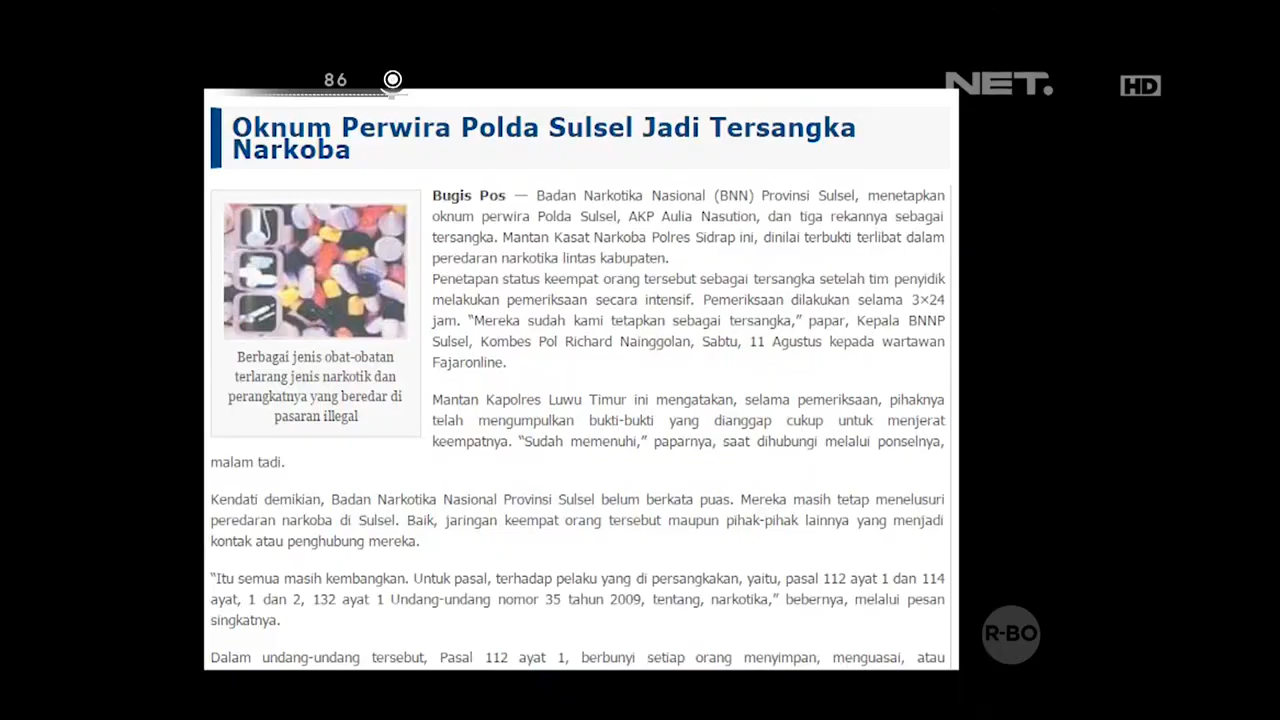 86
NET.
HD
Oknum Perwira Polda Sulsel Jadi Tersangka
Narkoba
Bugis Pos — Badan Narkotika Nasional (BNN) Provinsi Sulsel, menetapkan
oknum perwira Polda Sulsel, AKP Aulia Nasution, dan tiga rekannya sebagai
tersangka. Mantan Kasat Narkoba Polres Sidrap ini, dinilai terbukti terlibat dalam
peredaran narkotika lintas kabupaten.
Penetapan status keempat orang tersebut sebagai tersangka setelah tim penyidik
melakukan pemeriksaan secara intensif. Pemeriksaan dilakukan selama 3×24
jam. “Mereka sudah kami tetapkan sebagai tersangka,” papar, Kepala BNNP
Sulsel, Kombes Pol Richard Nainggolan, Sabtu, 11 Agustus kepada wartawan
Fajaronline.
Berbagai jenis obat-obatan
terlarang jenis narkotik dan
perangkatnya yang beredar di
pasaran illegal
Mantan Kapolres Luwu Timur ini mengatakan, selama pemeriksaan, pihaknya
telah mengumpulkan bukti-bukti yang dianggap cukup untuk menjerat
keempatnya. “Sudah memenuhi,” paparnya, saat dihubungi melalui ponselnya,
malam tadi.
Kendati demikian, Badan Narkotika Nasional Provinsi Sulsel belum berkata puas. Mereka masih tetap menelusuri
peredaran narkoba di Sulsel. Baik, jaringan keempat orang tersebut maupun pihak-pihak lainnya yang menjadi
kontak atau penghubung mereka.
“Itu semua masih kembangkan. Untuk pasal, terhadap pelaku yang di persangkakan, yaitu, pasal 112 ayat 1 dan 114
ayat, 1 dan 2, 132 ayat 1 Undang-undang nomor 35 tahun 2009, tentang, narkotika,” bebernya, melalui pesan
singkatnya.
Dalam undang-undang tersebut, Pasal 112 ayat 1, berbunyi setiap orang menyimpan, menguasai, atau
R-BO